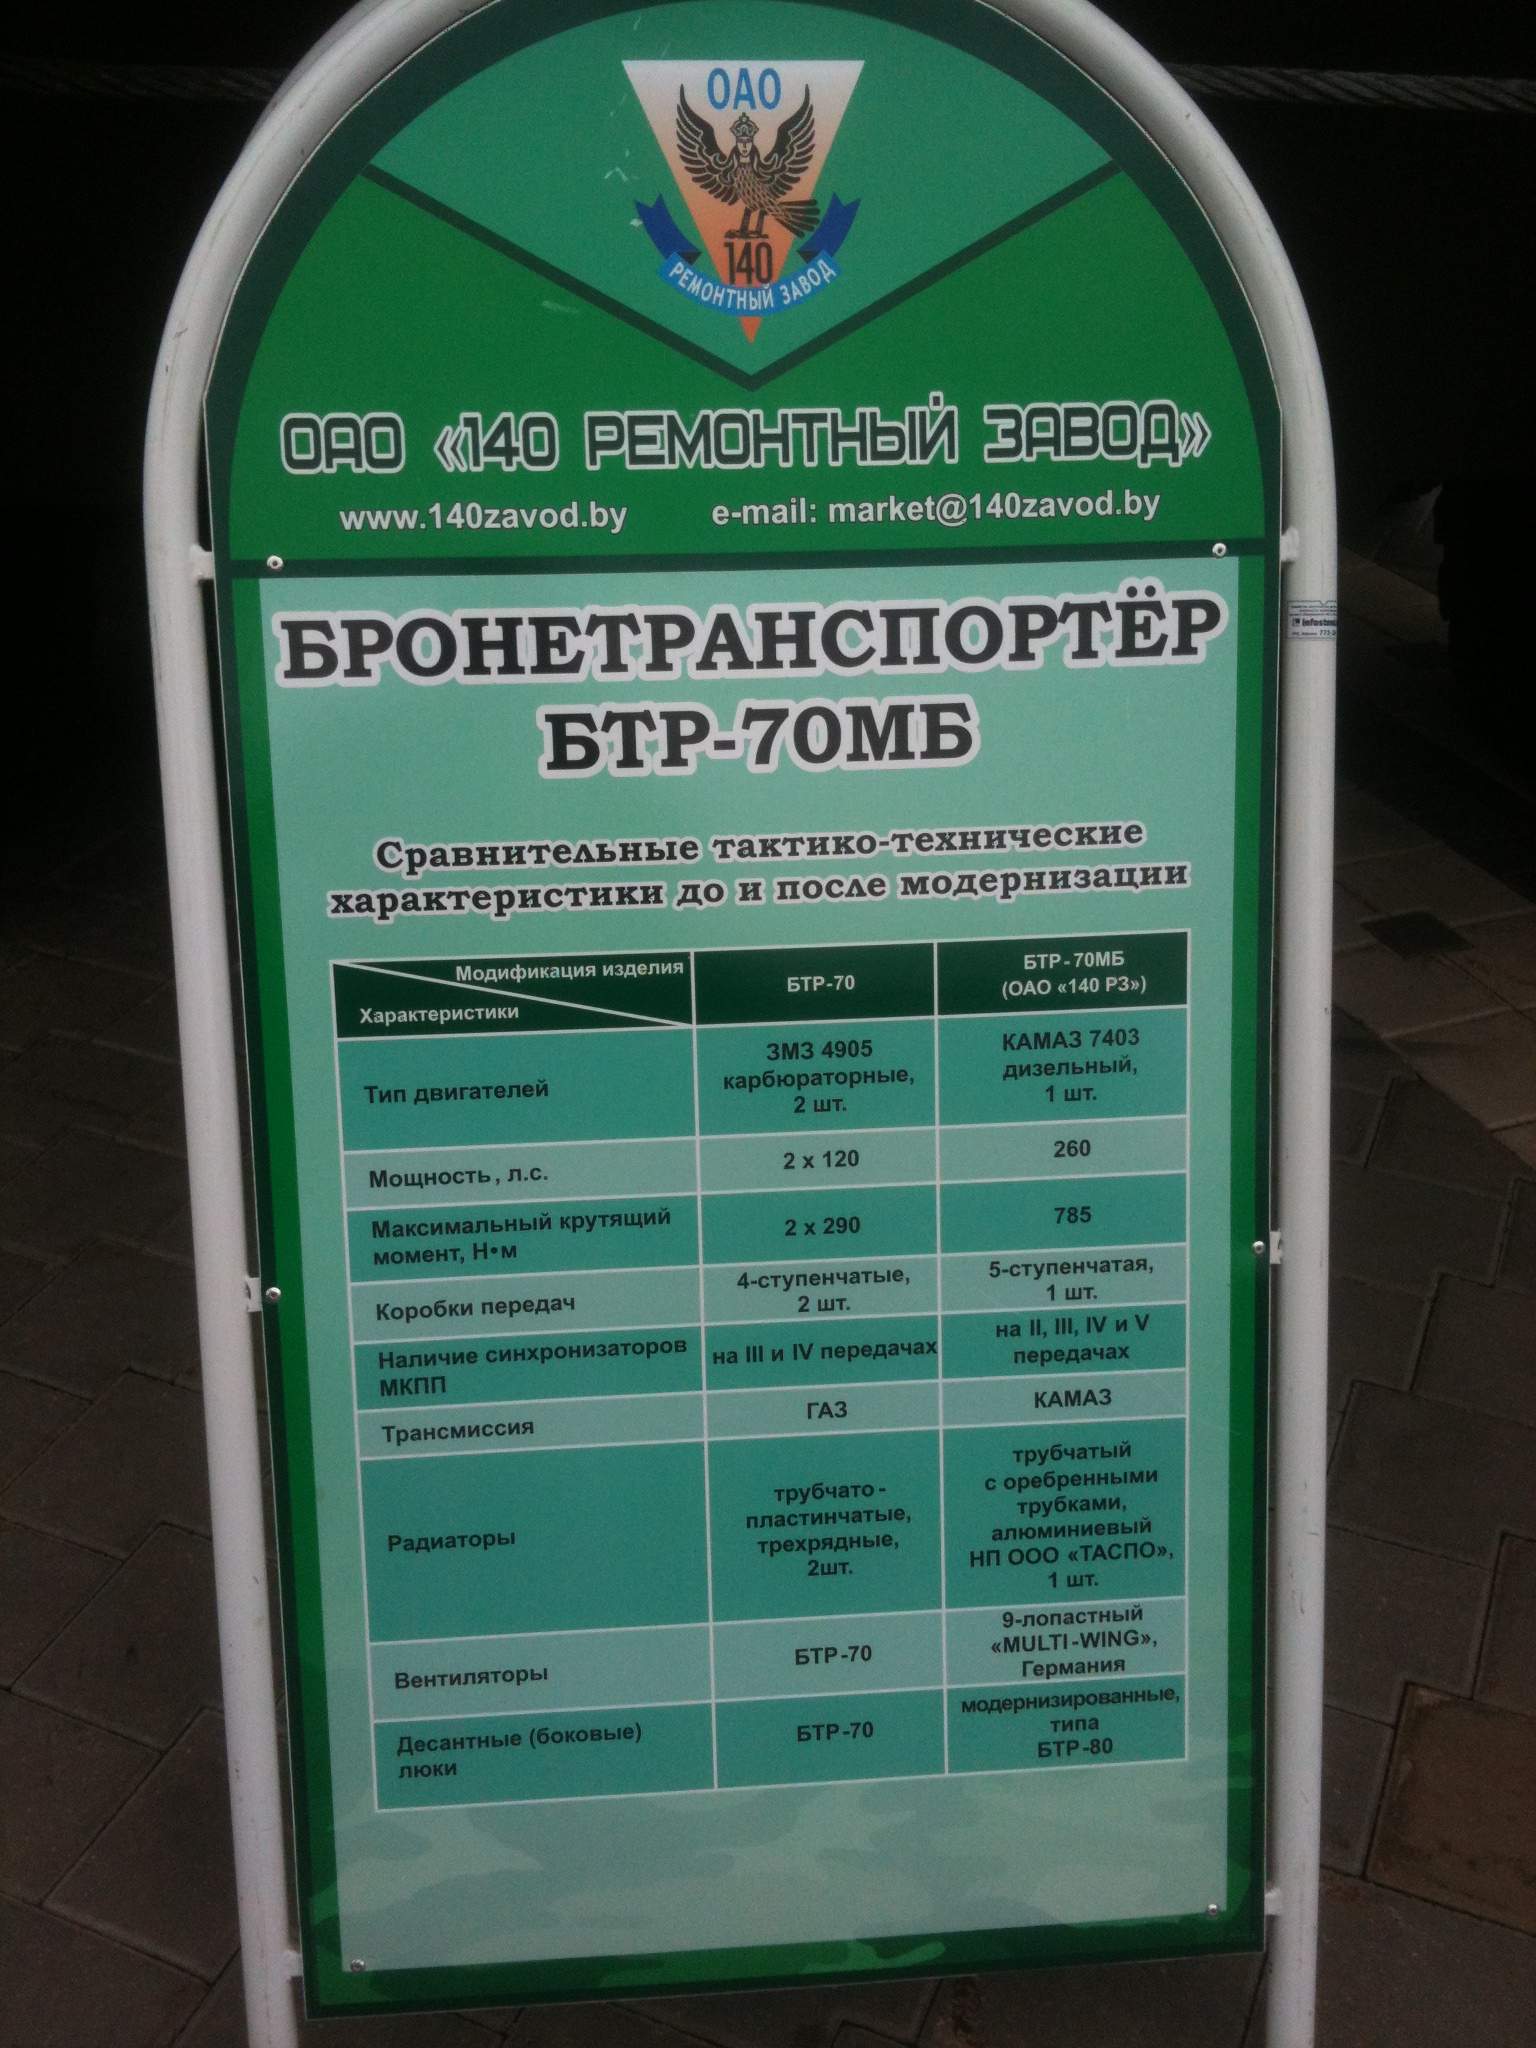 ОАО
140
РЕМОНТНЫЙ ЗАВОД
ОАО «140 РЕМОНТНЫЙ ЗАВОД»
www.140zavod.by e-mail: market@140zavod.by
БРОНЕТРАНСПОРТЁР
БТР-70МБ
Сравнительные тактико-технические
характеристики до и после модернизации
Модификация изделия
Характеристики
БТР-70
БТР-70МБ
(ОАО «140 РЗ»)
Тип двигателей
ЗМЗ 4905
карбюраторные,
2 шт.
КАМАЗ 7403
дизельный,
1 шт.
Мощность, л.с.
2 х 120
260
Максимальный крутящий
момент, Н•м
2 х 290
785
Коробки передач
4-ступенчатые,
2 шт.
5-ступенчатая,
1 шт.
Наличие синхронизаторов
МКПП
на III и IV передачах
на II, III, IV и V
передачах
Трансмиссия
ГАЗ
КАМАЗ
Радиаторы
трубчато-
пластинчатые,
трехрядные,
2шт.
трубчатый
с оребренными
трубками,
алюминиевый
НП ООО «ТАСПО»,
1 шт.
Вентиляторы
БТР-70
9-лопастный
«MULTI-WING»,
Германия
Десантные (боковые)
люки
БТР-70
модернизированные,
типа
БТР-80